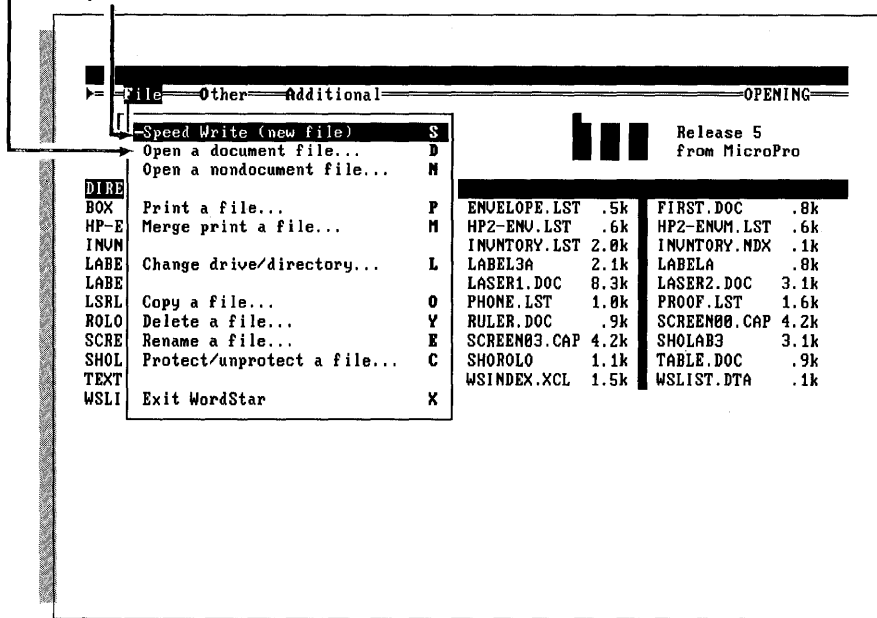 File Other Additional OPENING
Speed Write (new file) S
Open a document file... D
Open a nondocument file... N
Print a file... P
Merge print a file... M
Change drive/directory... L
Copy a file... O
Delete a file... Y
Rename a file... E
Protect/unprotect a file... C
Exit WordStar X
Release 5
from MicroPro
DIRE
BOX ENVELOPE.LST .5k FIRST.DOC .8k
HP-E HP2-ENV.LST .6k HP2-ENVM.LST .6k
INVN INVNTORY.LST 2.0k INVNTORY.NDX .1k
LABE LABEL3A 2.1k LABELA .8k
LABE LASER1.DOC 8.3k LASER2.DOC 3.1k
LSRL PHONE.LST 1.0k PROOF.LST 1.6k
ROLO RULER.DOC .9k SCREEN00.CAP 4.2k
SCRE SCREEN03.CAP 4.2k SHOLAB3 3.1k
SHOL SHOROLO 1.1k TABLE.DOC .9k
TEXT WSINDEX.XCL 1.5k WSLIST.DTA .1k
WSLI